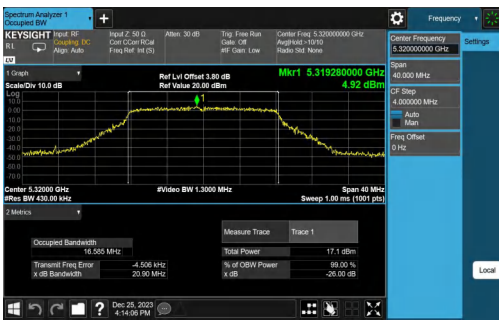 Spectrum Analyzer 1
Occupied BW
Frequency
KEYSIGHT
RL
Input: RF
Coupling: DC
Align: Auto
Input Z: 50 Ω
Corr CCorr RCal
Freq Ref: Int (S)
Atten: 30 dB
Trig: Free Run
Gate: Off
#IF Gain: Low
Center Freq: 5.320000000 GHz
Avg|Hold:>10/10
Radio Std: None
Center Frequency
5.320000000 GHz
Settings
Span
40.000 MHz
CF Step
4.000000 MHz
Auto
Man
Freq Offset
0 Hz
1 Graph
Scale/Div 10.0 dB
Ref Lvl Offset 3.80 dB
Ref Value 20.00 dBm
Mkr1 5.319280000 GHz
4.92 dBm
Log
10.0
0.00
-10.0
-20.0
-30.0
-40.0
-50.0
-60.0
-70.0
1
Center 5.32000 GHz
#Res BW 430.00 kHz
#Video BW 1.3000 MHz
Span 40 MHz
Sweep 1.00 ms (1001 pts)
2 Metrics
Measure Trace
Trace 1
Occupied Bandwidth
16.585 MHz
Total Power
17.1 dBm
Transmit Freq Error
-4.506 kHz
% of OBW Power
99.00 %
x dB Bandwidth
20.90 MHz
x dB
-26.00 dB
Local
Dec 25, 2023
4:14:06 PM